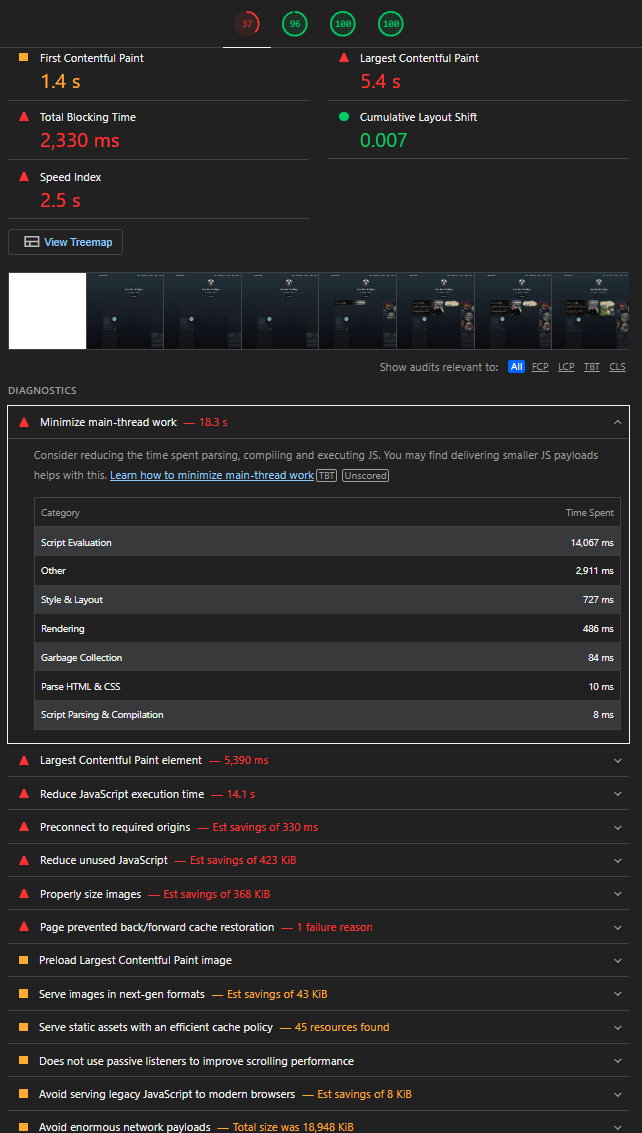 37 96 100 100
First Contentful Paint
1.4 s
Largest Contentful Paint
5.4 s
Total Blocking Time
2,330 ms
Cumulative Layout Shift
0.007
Speed Index
2.5 s
View Treemap
Show audits relevant to: All FCP LCP TBT CLS
DIAGNOSTICS
Minimize main-thread work — 18.3 s
Consider reducing the time spent parsing, compiling and executing JS. You may find delivering smaller JS payloads
helps with this. Learn how to minimize main-thread work TBT Unscored
Category Time Spent
Script Evaluation 14,067 ms
Other 2,911 ms
Style & Layout 727 ms
Rendering 486 ms
Garbage Collection 84 ms
Parse HTML & CSS 10 ms
Script Parsing & Compilation 8 ms
Largest Contentful Paint element — 5,390 ms
Reduce JavaScript execution time — 14.1 s
Preconnect to required origins — Est savings of 330 ms
Reduce unused JavaScript — Est savings of 423 KiB
Properly size images — Est savings of 368 KiB
Page prevented back/forward cache restoration — 1 failure reason
Preload Largest Contentful Paint image
Serve images in next-gen formats — Est savings of 43 KiB
Serve static assets with an efficient cache policy — 45 resources found
Does not use passive listeners to improve scrolling performance
Avoid serving legacy JavaScript to modern browsers — Est savings of 8 KiB
Avoid enormous network payloads — Total size was 18,948 KiB